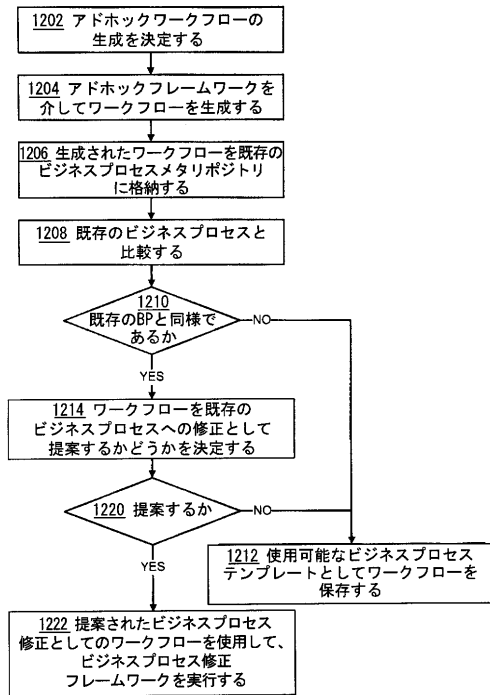 1202 アドホックワークフローの
生成を決定する
1204 アドホックフレームワークを
介してワークフローを生成する
1206 生成されたワークフローを既存の
ビジネスプロセスメタリポジトリ
に格納する
1208 既存のビジネスプロセスと
比較する
1210
既存のBPと同様で
あるか
NO
YES
1214 ワークフローを既存の
ビジネスプロセスへの修正として
提案するかどうかを決定する
1220 提案するか
NO
YES
1212 使用可能なビジネスプロセス
テンプレートとしてワークフローを
保存する
1222 提案されたビジネスプロセス
修正としてのワークフローを使用して、
ビジネスプロセス修正
フレームワークを実行する